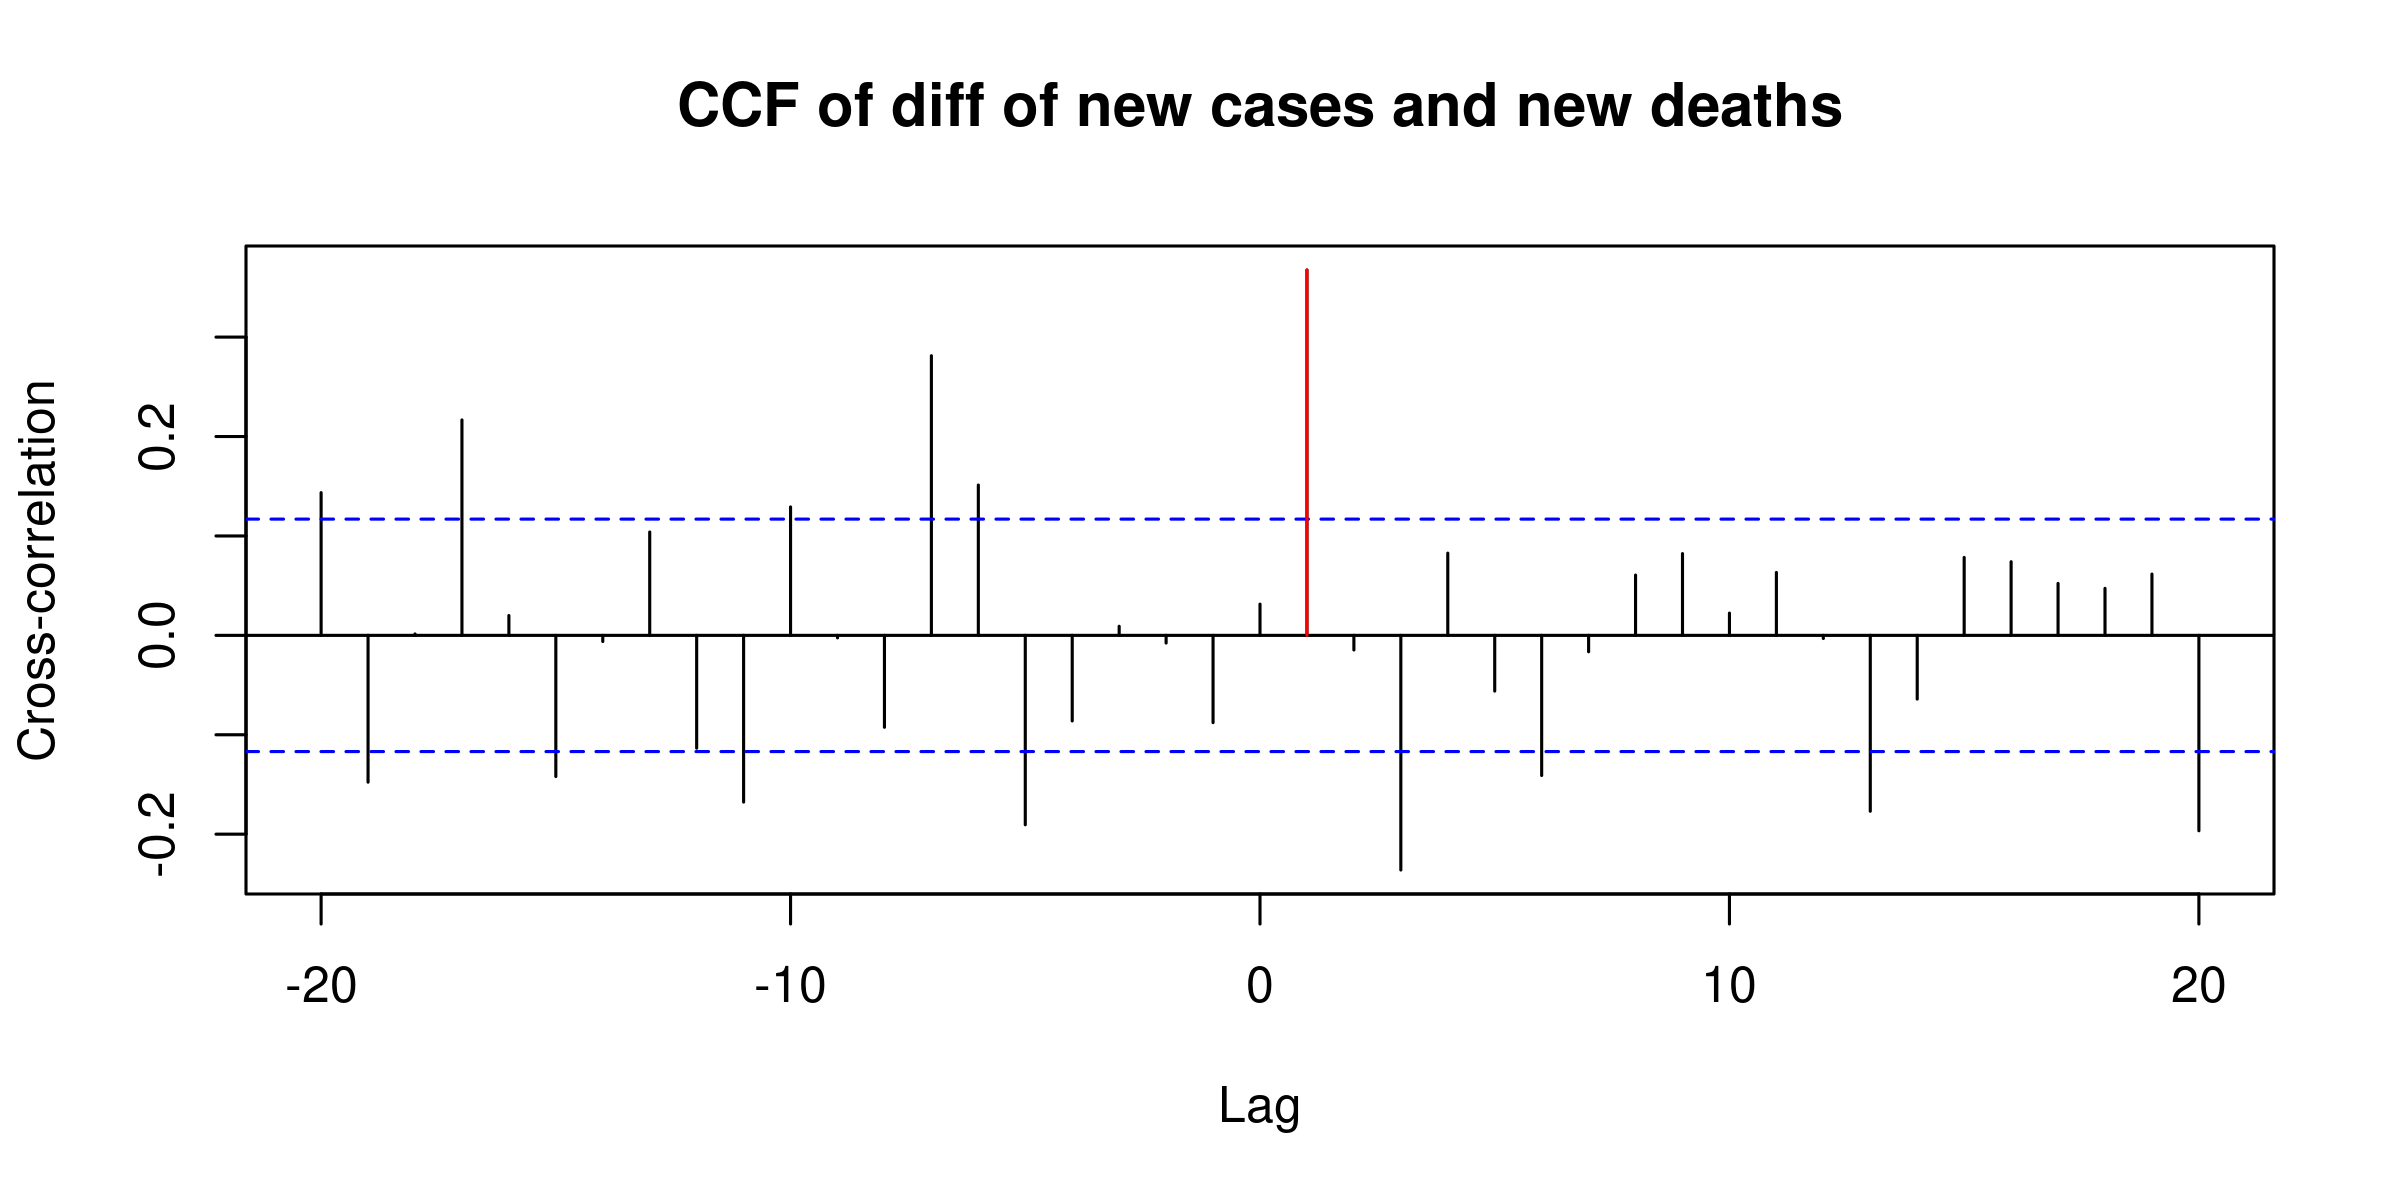 CCF of diff of new cases and new deaths
Cross-correlation
0.2
0.0
-0.2
-20 -10 0 10 20
Lag